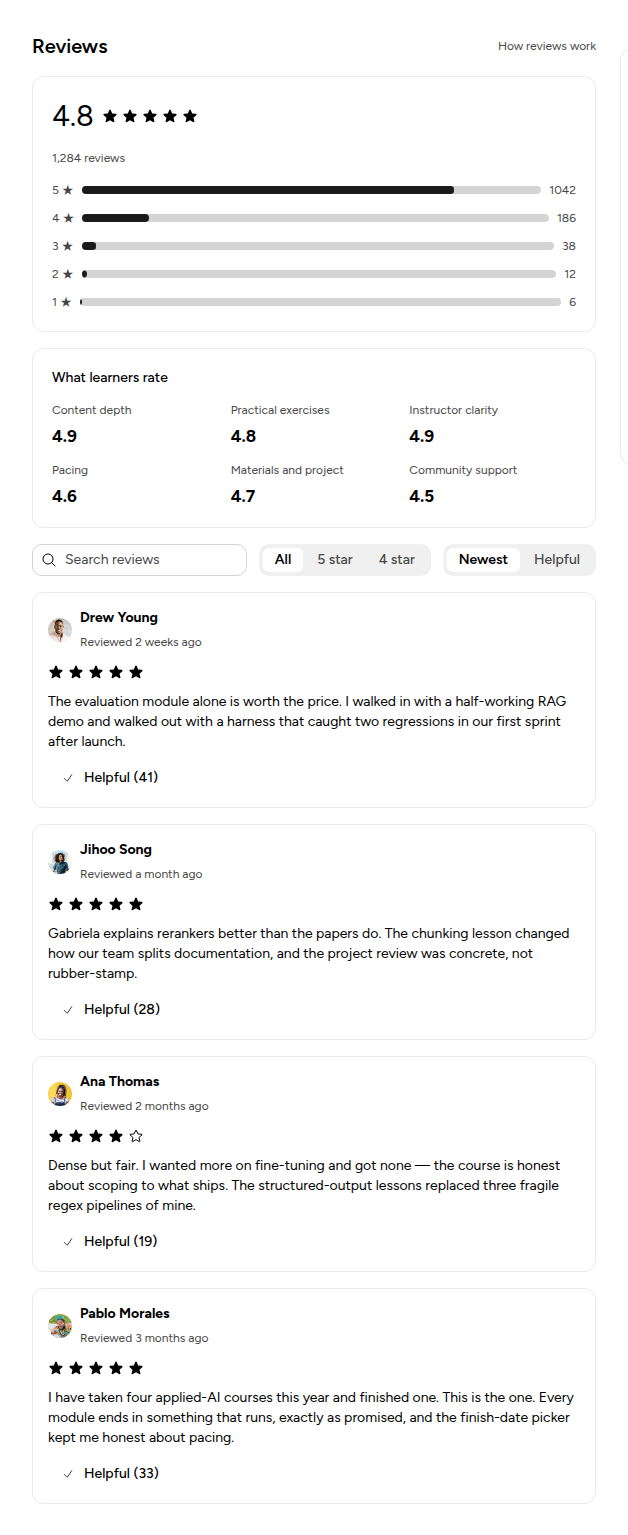 Reviews
How reviews work
4.8
1,284 reviews
5 ★ 1042
4 ★ 186
3 ★ 38
2 ★ 12
1 ★ 6
What learners rate
Content depth
4.9
Practical exercises
4.8
Instructor clarity
4.9
Pacing
4.6
Materials and project
4.7
Community support
4.5
Search reviews
All 5 star 4 star
Newest Helpful
Drew Young
Reviewed 2 weeks ago
The evaluation module alone is worth the price. I walked in with a half-working RAG
demo and walked out with a harness that caught two regressions in our first sprint
after launch.
Helpful (41)
Jihoo Song
Reviewed a month ago
Gabriela explains rerankers better than the papers do. The chunking lesson changed
how our team splits documentation, and the project review was concrete, not
rubber-stamp.
Helpful (28)
Ana Thomas
Reviewed 2 months ago
Dense but fair. I wanted more on fine-tuning and got none — the course is honest
about scoping to what ships. The structured-output lessons replaced three fragile
regex pipelines of mine.
Helpful (19)
Pablo Morales
Reviewed 3 months ago
I have taken four applied-AI courses this year and finished one. This is the one. Every
module ends in something that runs, exactly as promised, and the finish-date picker
kept me honest about pacing.
Helpful (33)